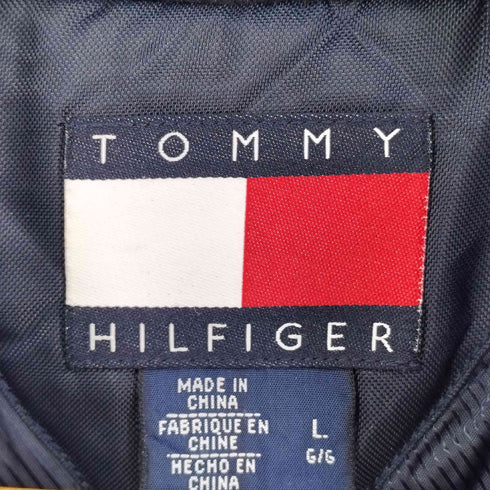 TOMMY
HILFIGER
MADE IN
CHINA
FABRIQUE EN
CHINE
HECHO EN
CHINA
L
G/G